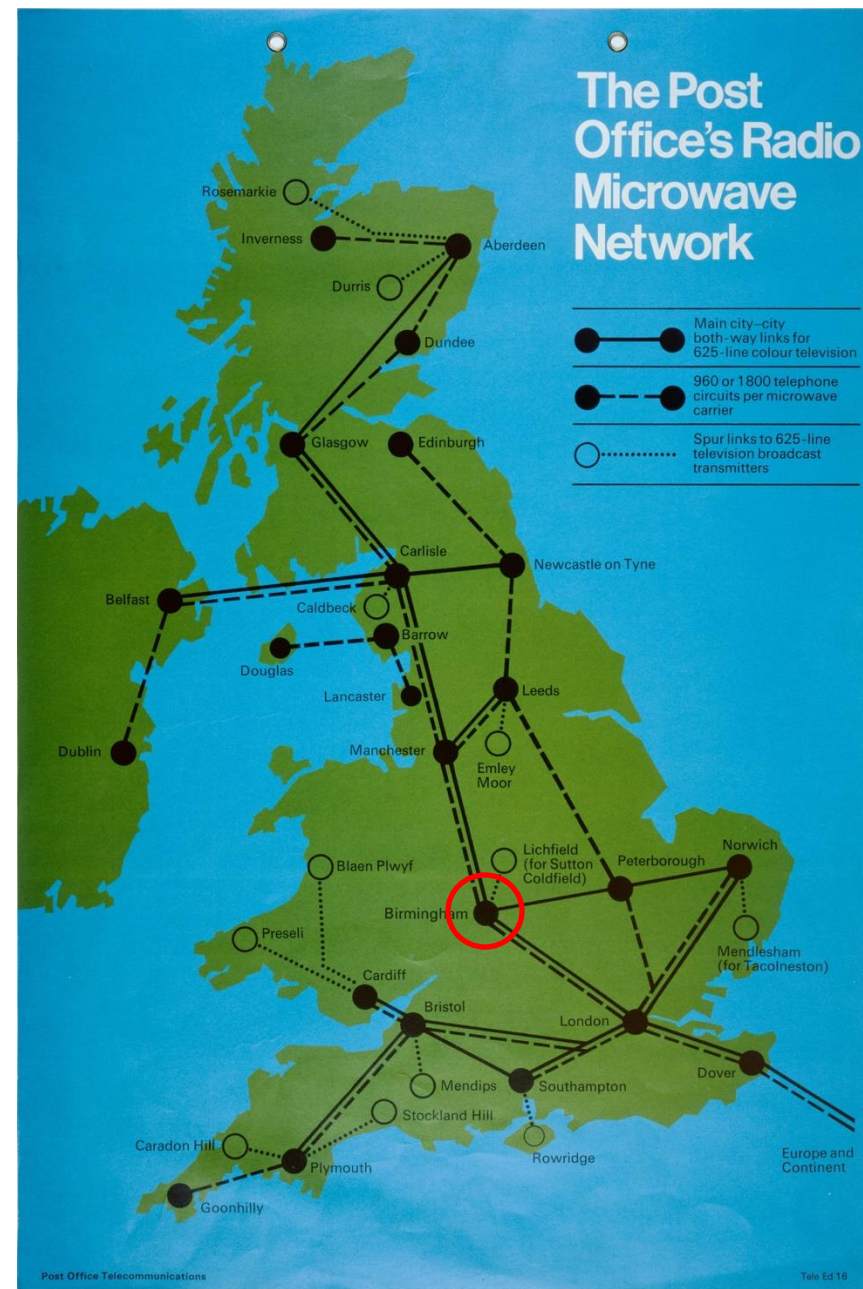 The Post
Office's Radio
Microwave
Network
Main city–city
both-way links for
625-line colour television
960 or 1800 telephone
circuits per microwave
carrier
Spur links to 625-line
television broadcast
transmitters
Rosemarkie
Inverness
Aberdeen
Durris
Dundee
Glasgow
Edinburgh
Carlisle
Newcastle on Tyne
Belfast
Caldbeck
Barrow
Douglas
Lancaster
Leeds
Dublin
Manchester
Emley
Moor
Lichfield
(for Sutton
Coldfield)
Norwich
Peterborough
Blaen Plwyf
Birmingham
Preseli
Mendlesham
(for Tacolneston)
Cardiff
Bristol
London
Dover
Mendips
Southampton
Stockland Hill
Caradon Hill
Rowridge
Europe and
Continent
Plymouth
Goonhilly
Post Office Telecommunications
Tele Ed 16